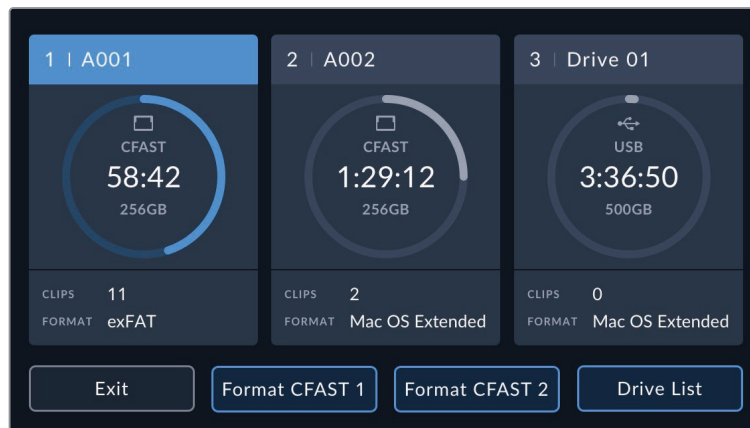 1 | A001
CFAST
58:42
256GB
CLIPS 11
FORMAT exFAT
2 | A002
CFAST
1:29:12
256GB
CLIPS 2
FORMAT Mac OS Extended
3 | Drive 01
USB
3:36:50
500GB
CLIPS 0
FORMAT Mac OS Extended
Exit
Format CFAST 1
Format CFAST 2
Drive List